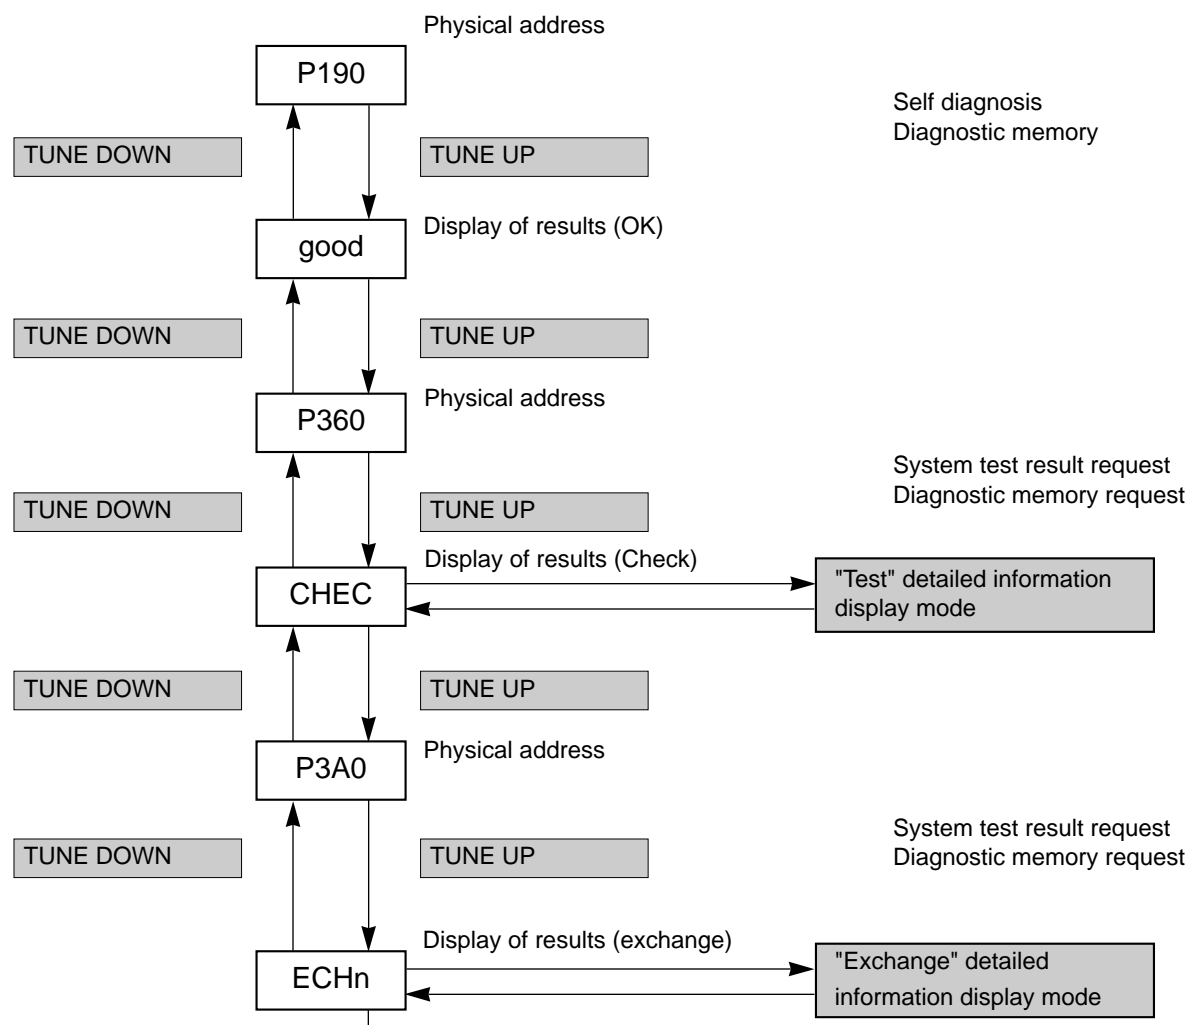 Physical address
P190
Self diagnosis
Diagnostic memory
TUNE DOWN
TUNE UP
Display of results (OK)
good
TUNE DOWN
TUNE UP
Physical address
P360
System test result request
Diagnostic memory request
TUNE DOWN
TUNE UP
Display of results (Check)
CHEC
"Test" detailed information
display mode
TUNE DOWN
TUNE UP
Physical address
P3A0
System test result request
Diagnostic memory request
TUNE DOWN
TUNE UP
Display of results (exchange)
ECHn
"Exchange" detailed
information display mode